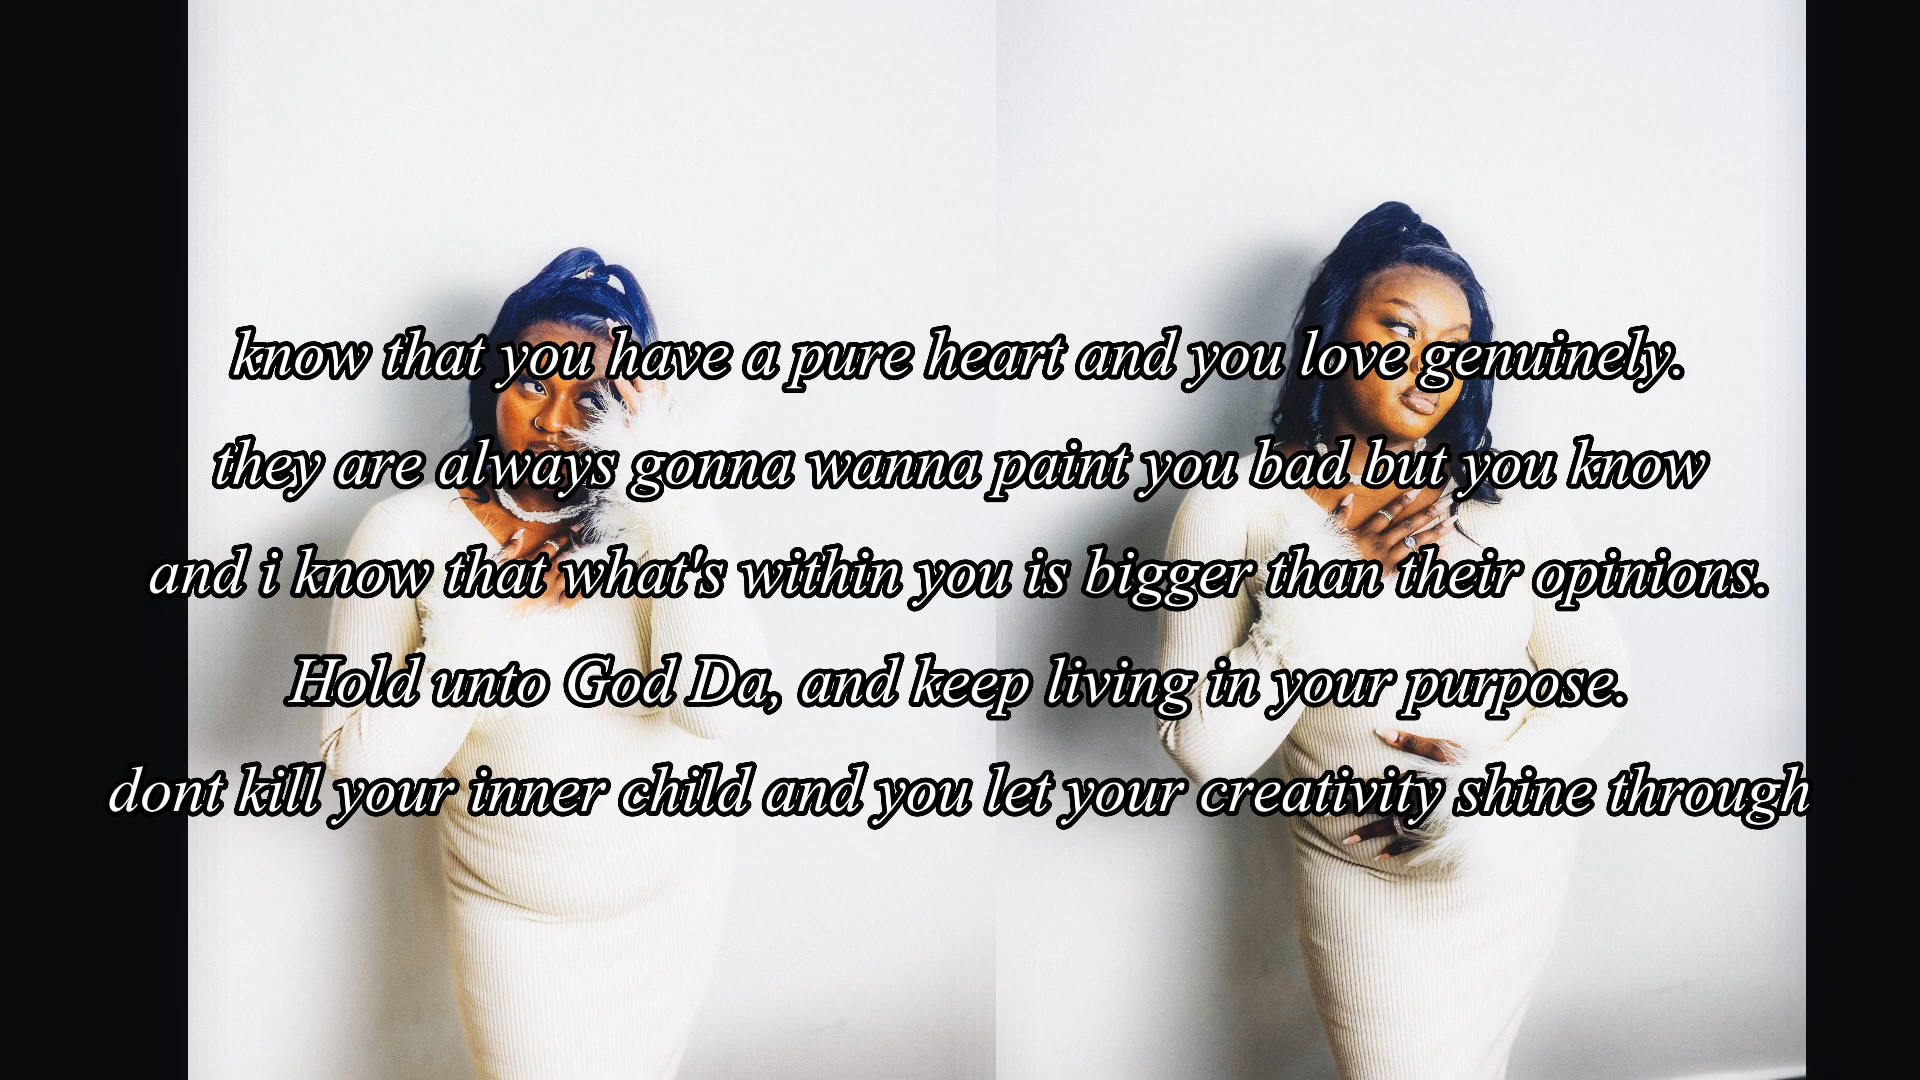 know that you have a pure heart and you love genuinely.
they are always gonna wanna paint you bad but you know
and i know that what's within you is bigger than their opinions.
Hold unto God Da, and keep living in your purpose.
dont kill your inner child and you let your creativity shine through